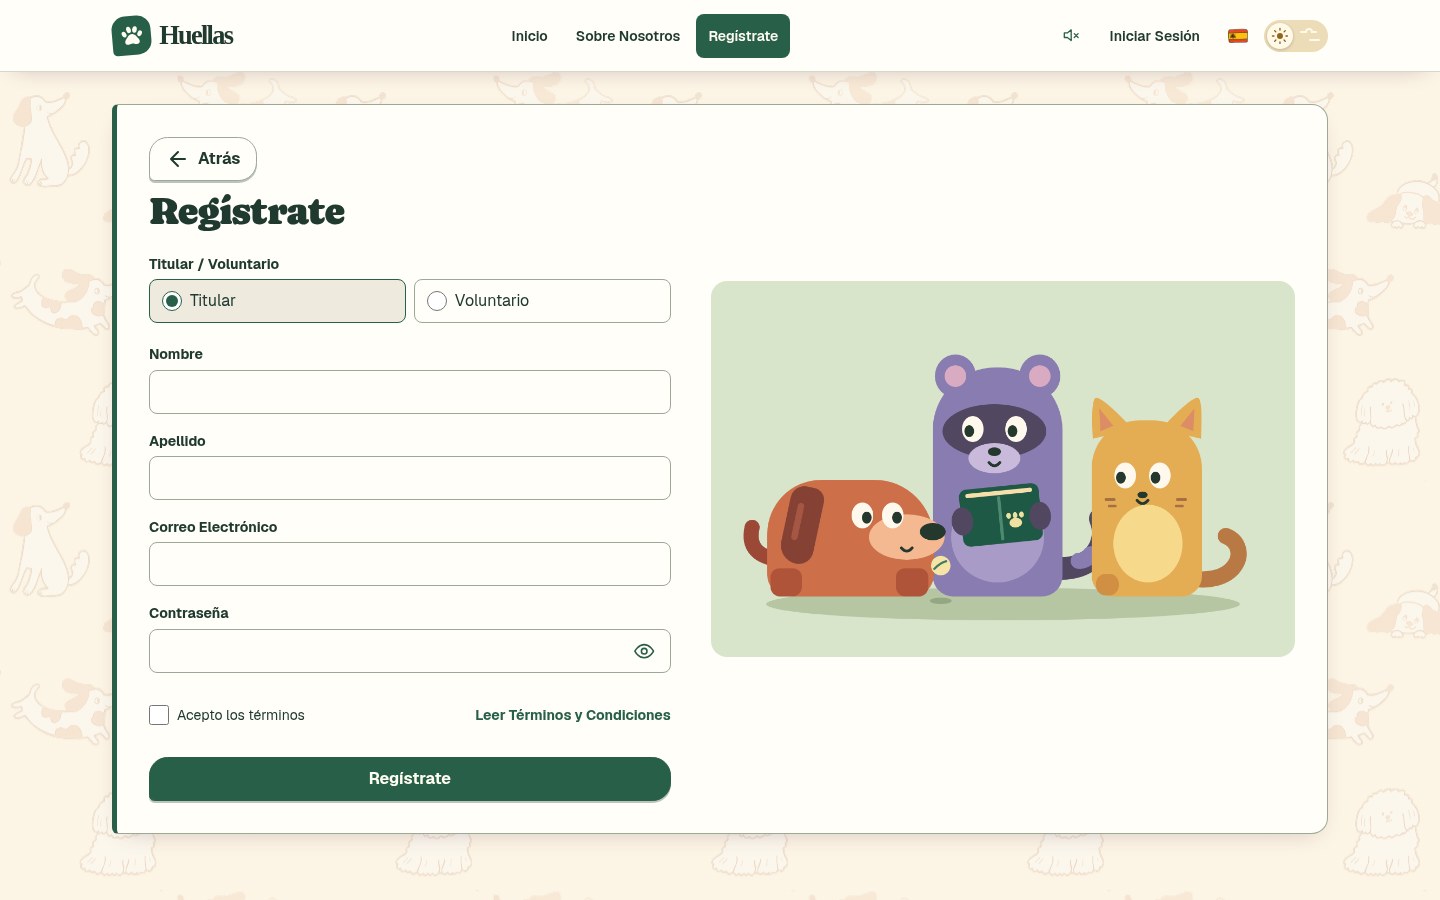 Huellas
Inicio
Sobre Nosotros
Regístrate
Iniciar Sesión
Atrás
Regístrate
Titular / Voluntario
Titular
Voluntario
Nombre
Apellido
Correo Electrónico
Contraseña
Acepto los términos
Leer Términos y Condiciones
Regístrate